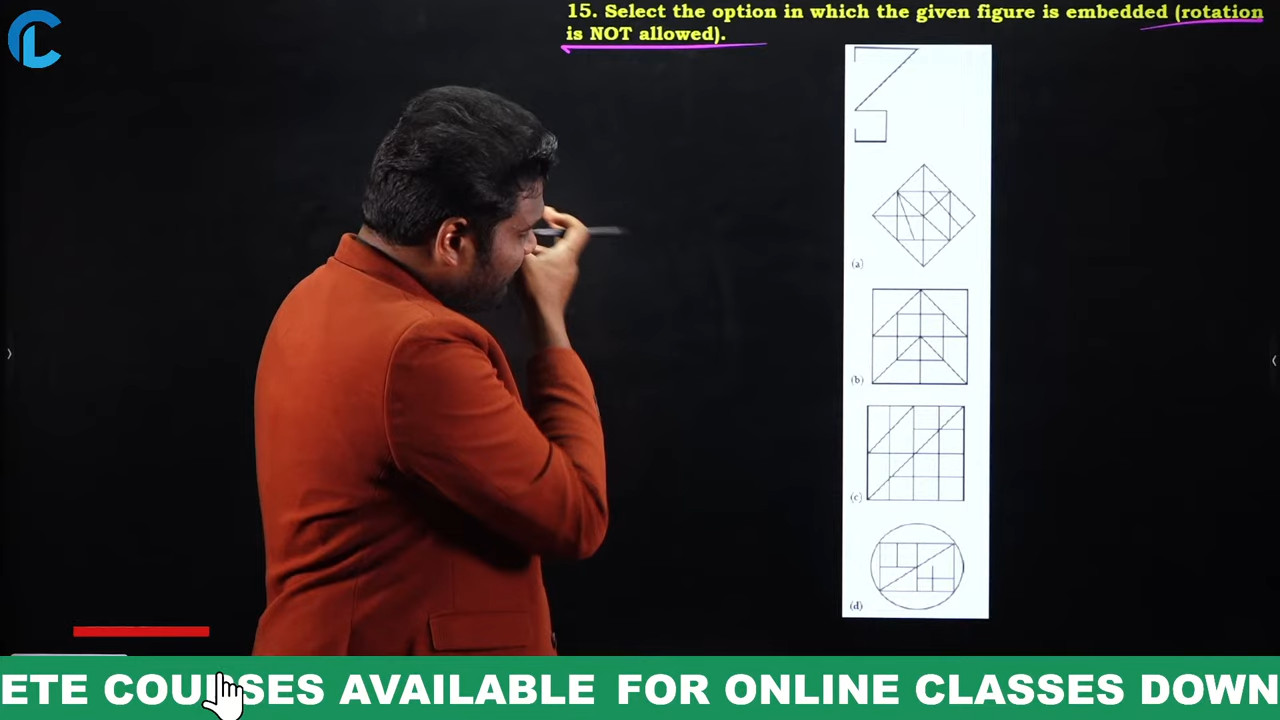 15. Select the option in which the given figure is embedded (rotation
is NOT allowed).
(a)
(b)
(c)
(d)
ETE COURSES AVAILABLE FOR ONLINE CLASSES DOWN